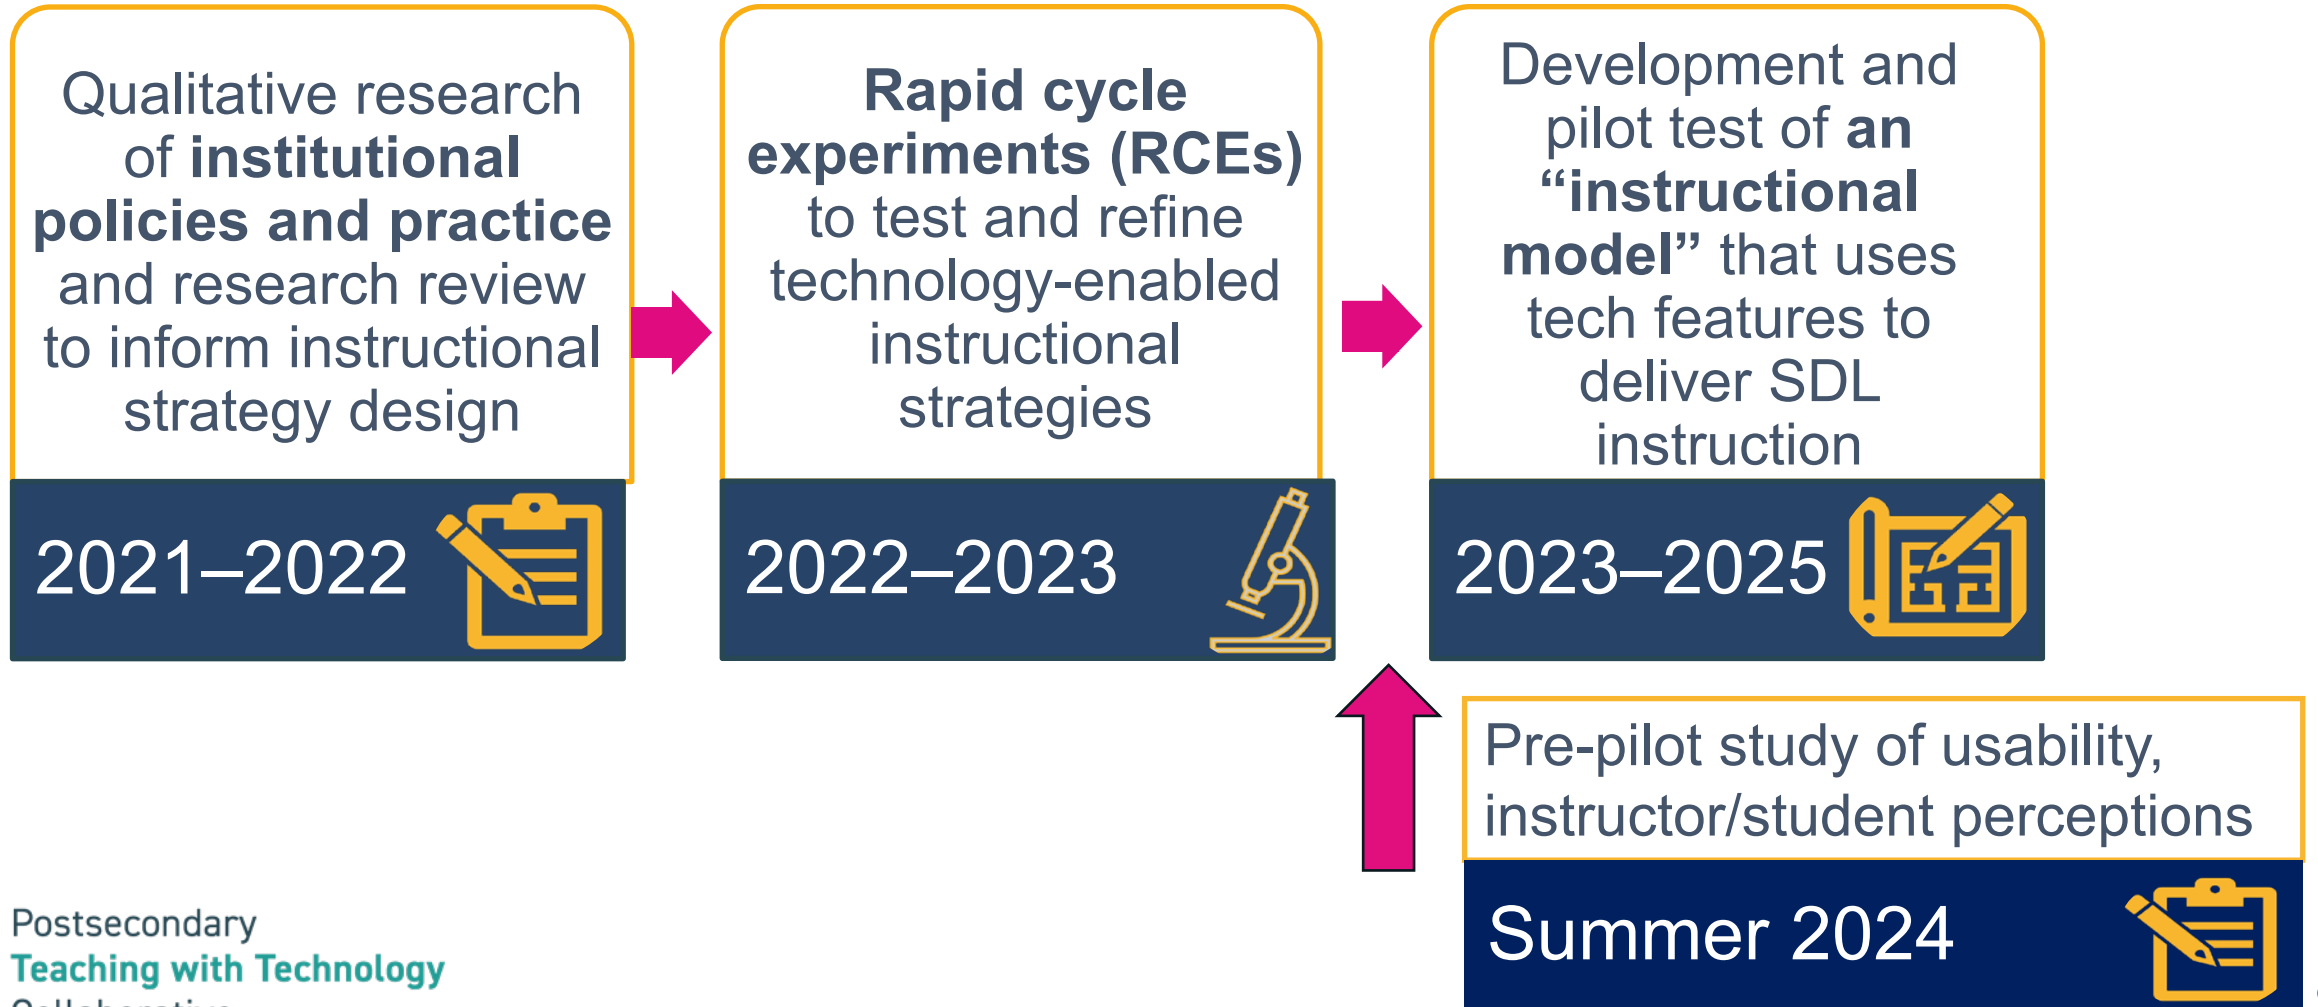 Qualitative research
of institutional
policies and practice
and research review
to inform instructional
strategy design
2021–2022
Rapid cycle
experiments (RCEs)
to test and refine
technology-enabled
instructional
strategies
2022–2023
Development and
pilot test of an
“instructional
model” that uses
tech features to
deliver SDL
instruction
2023–2025
Pre-pilot study of usability,
instructor/student perceptions
Summer 2024
Postsecondary
Teaching with Technology
Collaborative